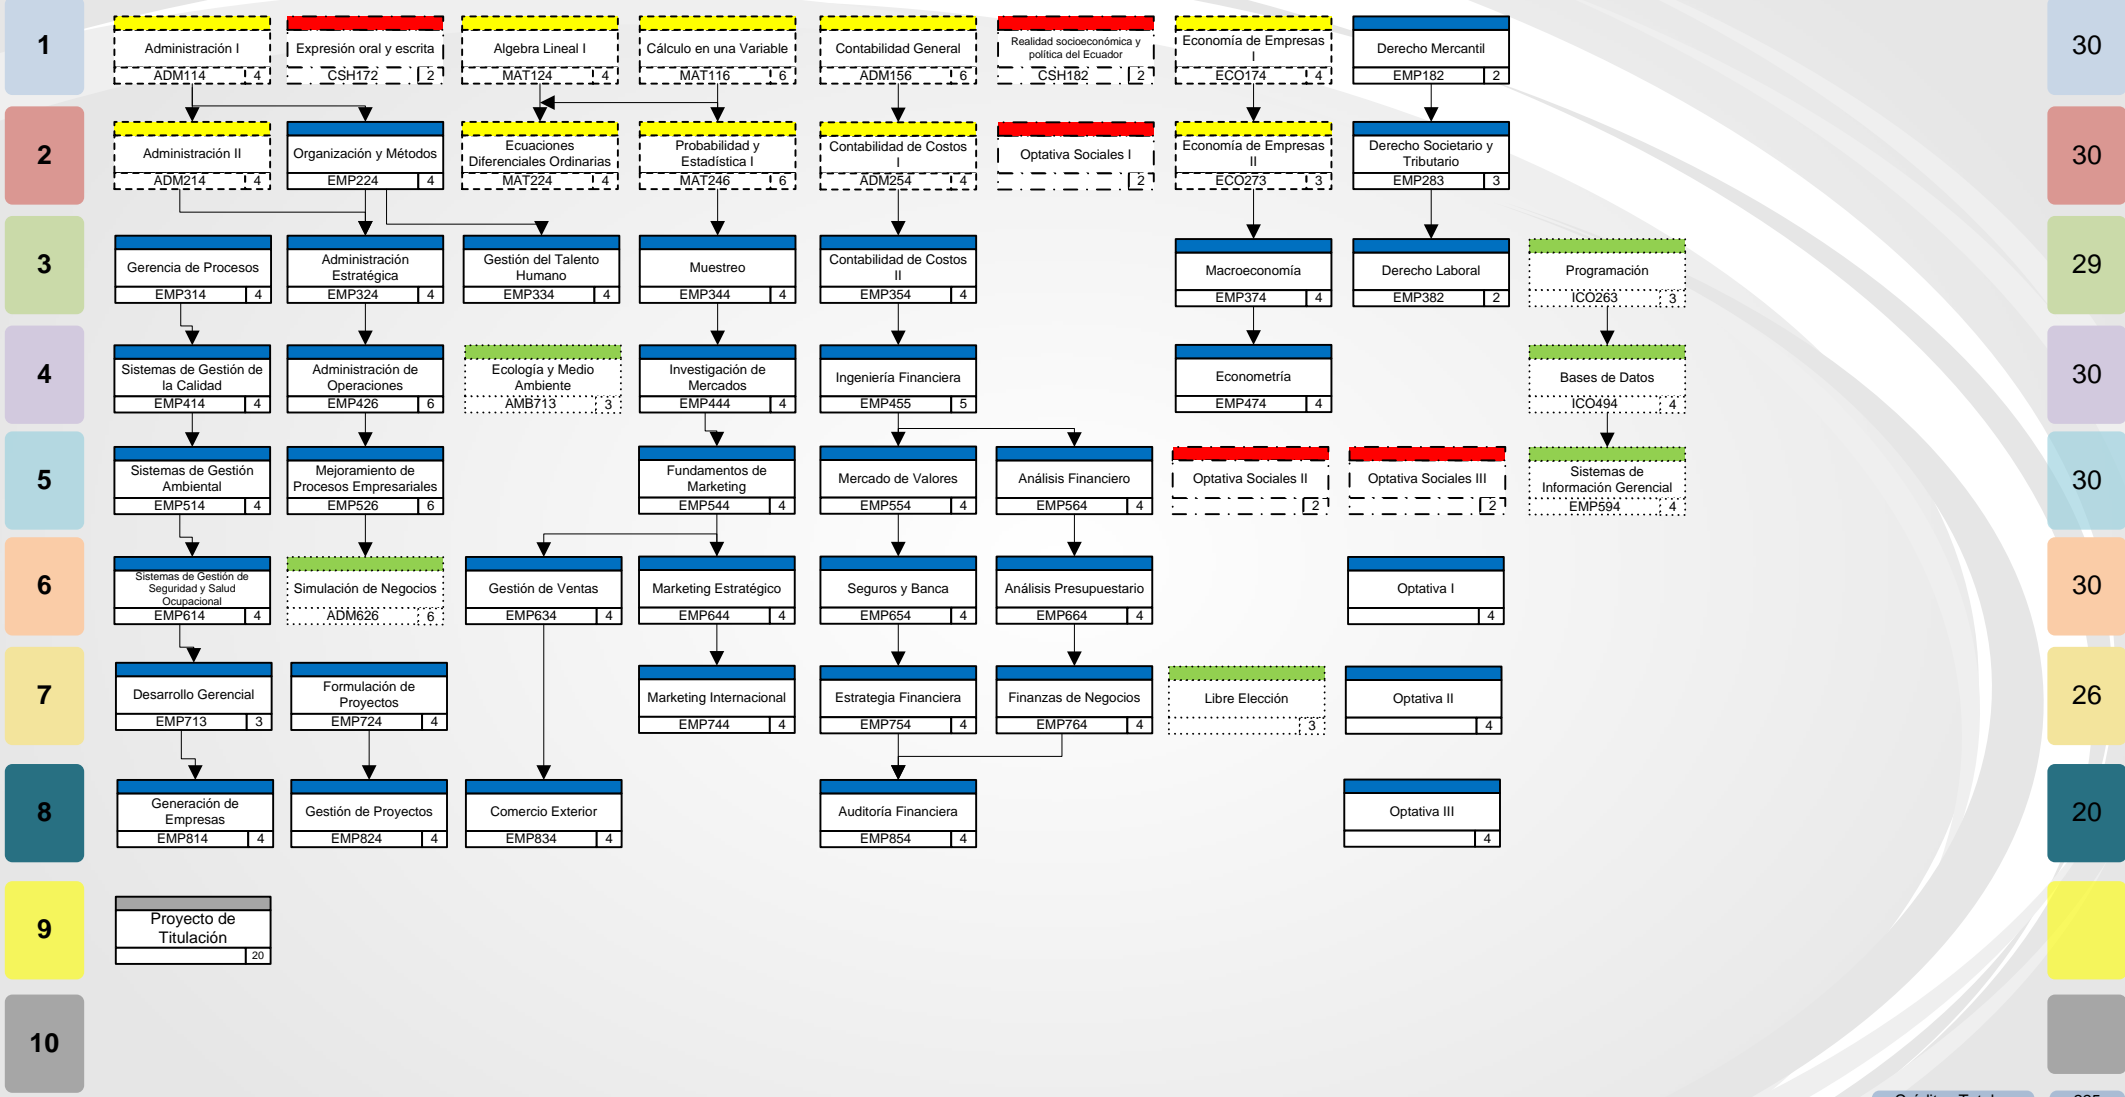 1
Administración I
ADM114 4
Expresión oral y escrita
CSH172 2
Algebra Lineal I
MAT124 4
Cálculo en una Variable
MAT116 6
Contabilidad General
ADM156 6
Realidad socioeconómica y
política del Ecuador
CSH182 2
Economía de Empresas
I
ECO174 4
Derecho Mercantil
EMP182 2
30
2
Administración II
ADM214 4
Organización y Métodos
EMP224 4
Ecuaciones
Diferenciales Ordinarias
MAT224 4
Probabilidad y
Estadística I
MAT246 6
Contabilidad de Costos
I
ADM254 4
Optativa Sociales I
2
Economía de Empresas
II
ECO273 3
Derecho Societario y
Tributario
EMP283 3
30
3
Gerencia de Procesos
EMP314 4
Administración
Estratégica
EMP324 4
Gestión del Talento
Humano
EMP334 4
Muestreo
EMP344 4
Contabilidad de Costos
II
EMP354 4
Macroeconomía
EMP374 4
Derecho Laboral
EMP382 2
Programación
ICO263 3
29
4
Sistemas de Gestión de
la Calidad
EMP414 4
Administración de
Operaciones
EMP426 6
Ecología y Medio
Ambiente
AMB713 3
Investigación de
Mercados
EMP444 4
Ingeniería Financiera
EMP455 5
Econometría
EMP474 4
Bases de Datos
ICO494 4
30
5
Sistemas de Gestión
Ambiental
EMP514 4
Mejoramiento de
Procesos Empresariales
EMP526 6
Fundamentos de
Marketing
EMP544 4
Mercado de Valores
EMP554 4
Análisis Financiero
EMP564 4
Optativa Sociales II
2
Optativa Sociales III
2
Sistemas de
Información Gerencial
EMP594 4
30
6
Sistemas de Gestión de
Seguridad y Salud
Ocupacional
EMP614 4
Simulación de Negocios
ADM626 6
Gestión de Ventas
EMP634 4
Marketing Estratégico
EMP644 4
Seguros y Banca
EMP654 4
Análisis Presupuestario
EMP664 4
Optativa I
4
30
7
Desarrollo Gerencial
EMP713 3
Formulación de
Proyectos
EMP724 4
Marketing Internacional
EMP744 4
Estrategia Financiera
EMP754 4
Finanzas de Negocios
EMP764 4
Libre Elección
3
Optativa II
4
26
8
Generación de
Empresas
EMP814 4
Gestión de Proyectos
EMP824 4
Comercio Exterior
EMP834 4
Auditoría Financiera
EMP854 4
Optativa III
4
20
9
Proyecto de
Titulación
20
10